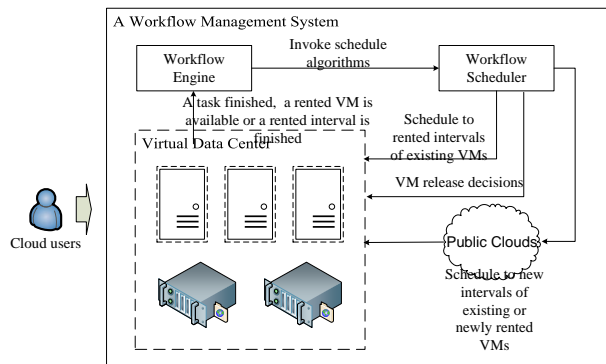 A Workflow Management System
Workflow
Engine
Invoke schedule
algorithms
Workflow
Scheduler
A task finished, a rented VM is
available or a rented interval is
finished
Schedule to
rented intervals
of existing VMs
Virtual Data Center
VM release decisions
Cloud users
Public Clouds
Schedule to new
intervals of
existing or
newly rented
VMs